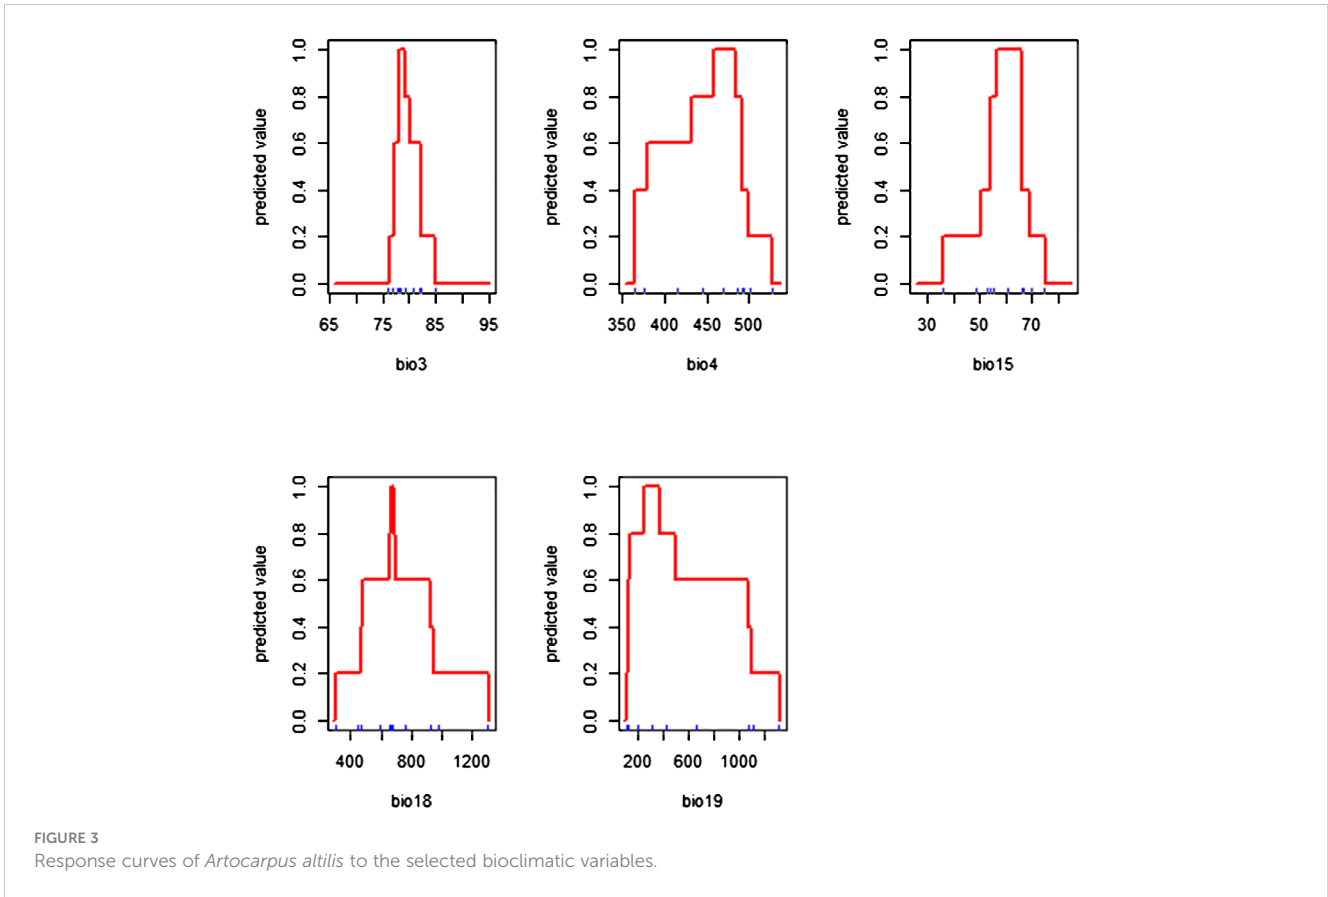 predicted value
0.0 0.2 0.4 0.6 0.8 1.0
65 75 85 95
bio3
predicted value
0.0 0.2 0.4 0.6 0.8 1.0
350 400 450 500
bio4
predicted value
0.0 0.2 0.4 0.6 0.8 1.0
30 50 70
bio15
predicted value
0.0 0.2 0.4 0.6 0.8 1.0
400 800 1200
bio18
predicted value
0.0 0.2 0.4 0.6 0.8 1.0
200 600 1000
bio19
FIGURE 3
Response curves of Artocarpus altilis to the selected bioclimatic variables.